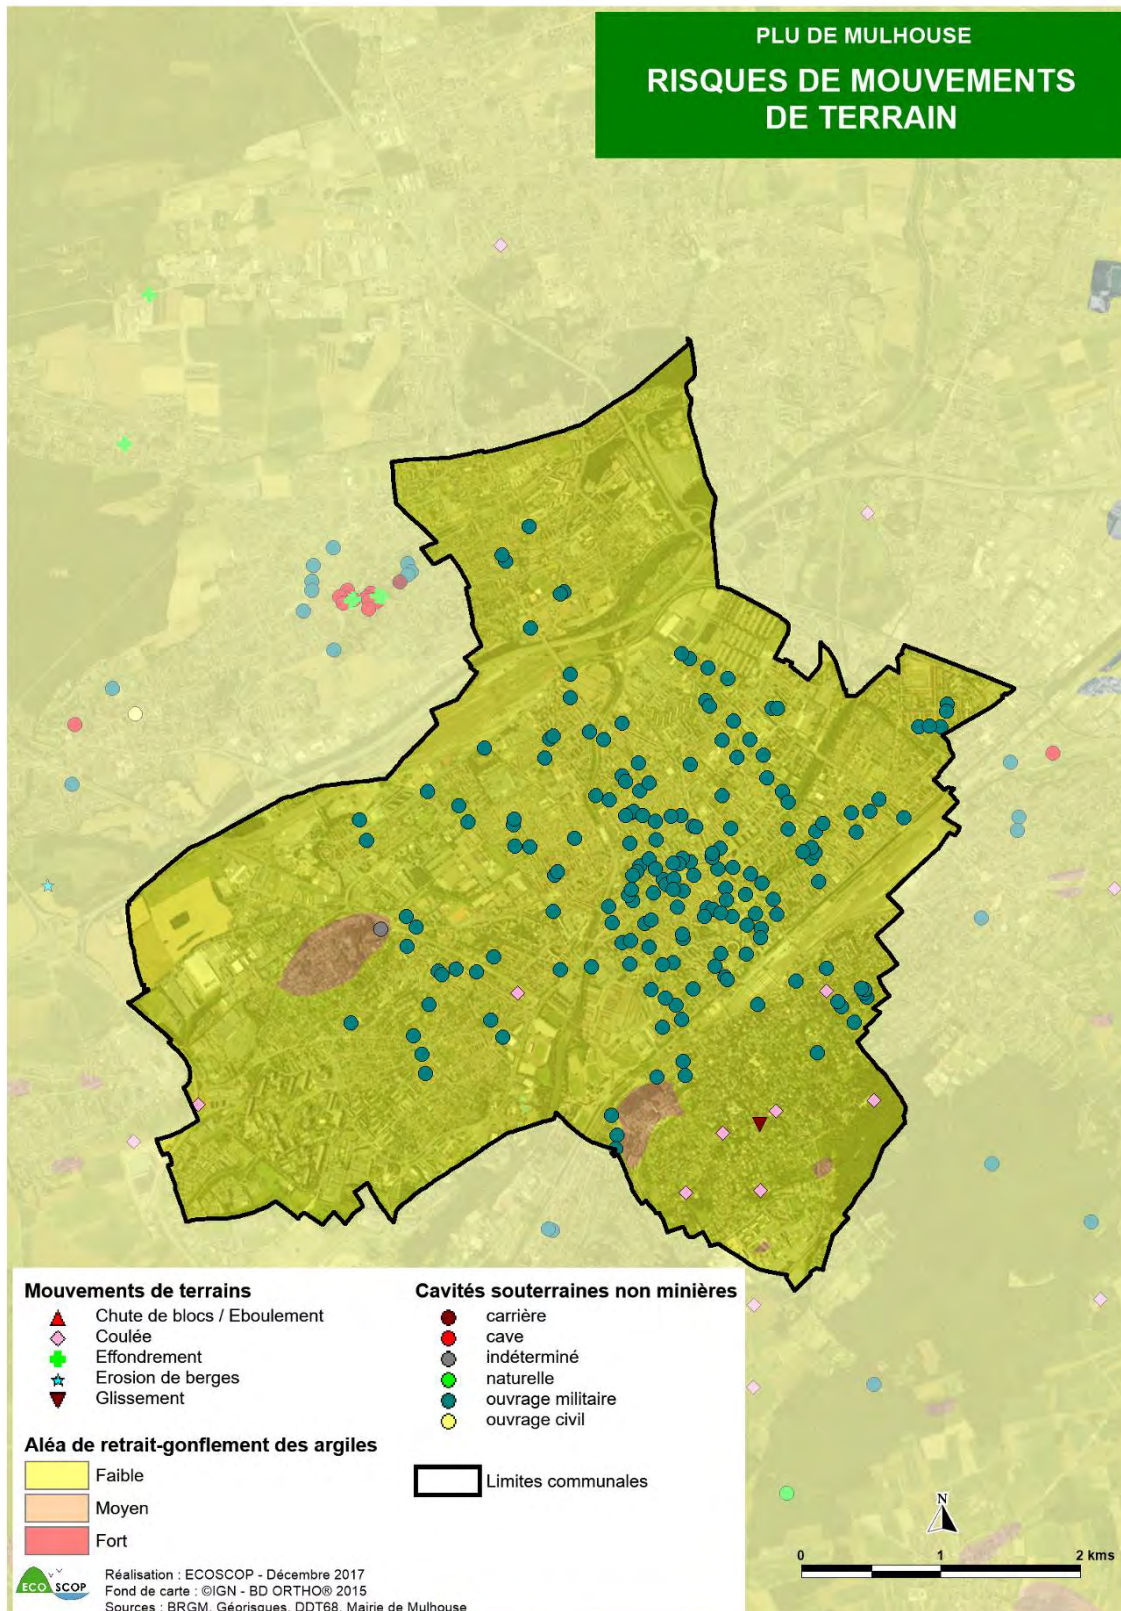 PLU DE MULHOUSE
RISQUES DE MOUVEMENTS
DE TERRAIN
Mouvements de terrains
Chute de blocs / Eboulement
Coulée
Effondrement
Erosion de berges
Glissement
Aléa de retrait-gonflement des argiles
Faible
Moyen
Fort
Cavités souterraines non minières
carrière
cave
indéterminé
naturelle
ouvrage militaire
ouvrage civil
Limites communales
N
0 1 2 kms
ECO SCOP
Réalisation : ECOSCOP - Décembre 2017
Fond de carte : ©IGN - BD ORTHO® 2015
Sources : BRGM, Géorisques, DDT68, Mairie de Mulhouse